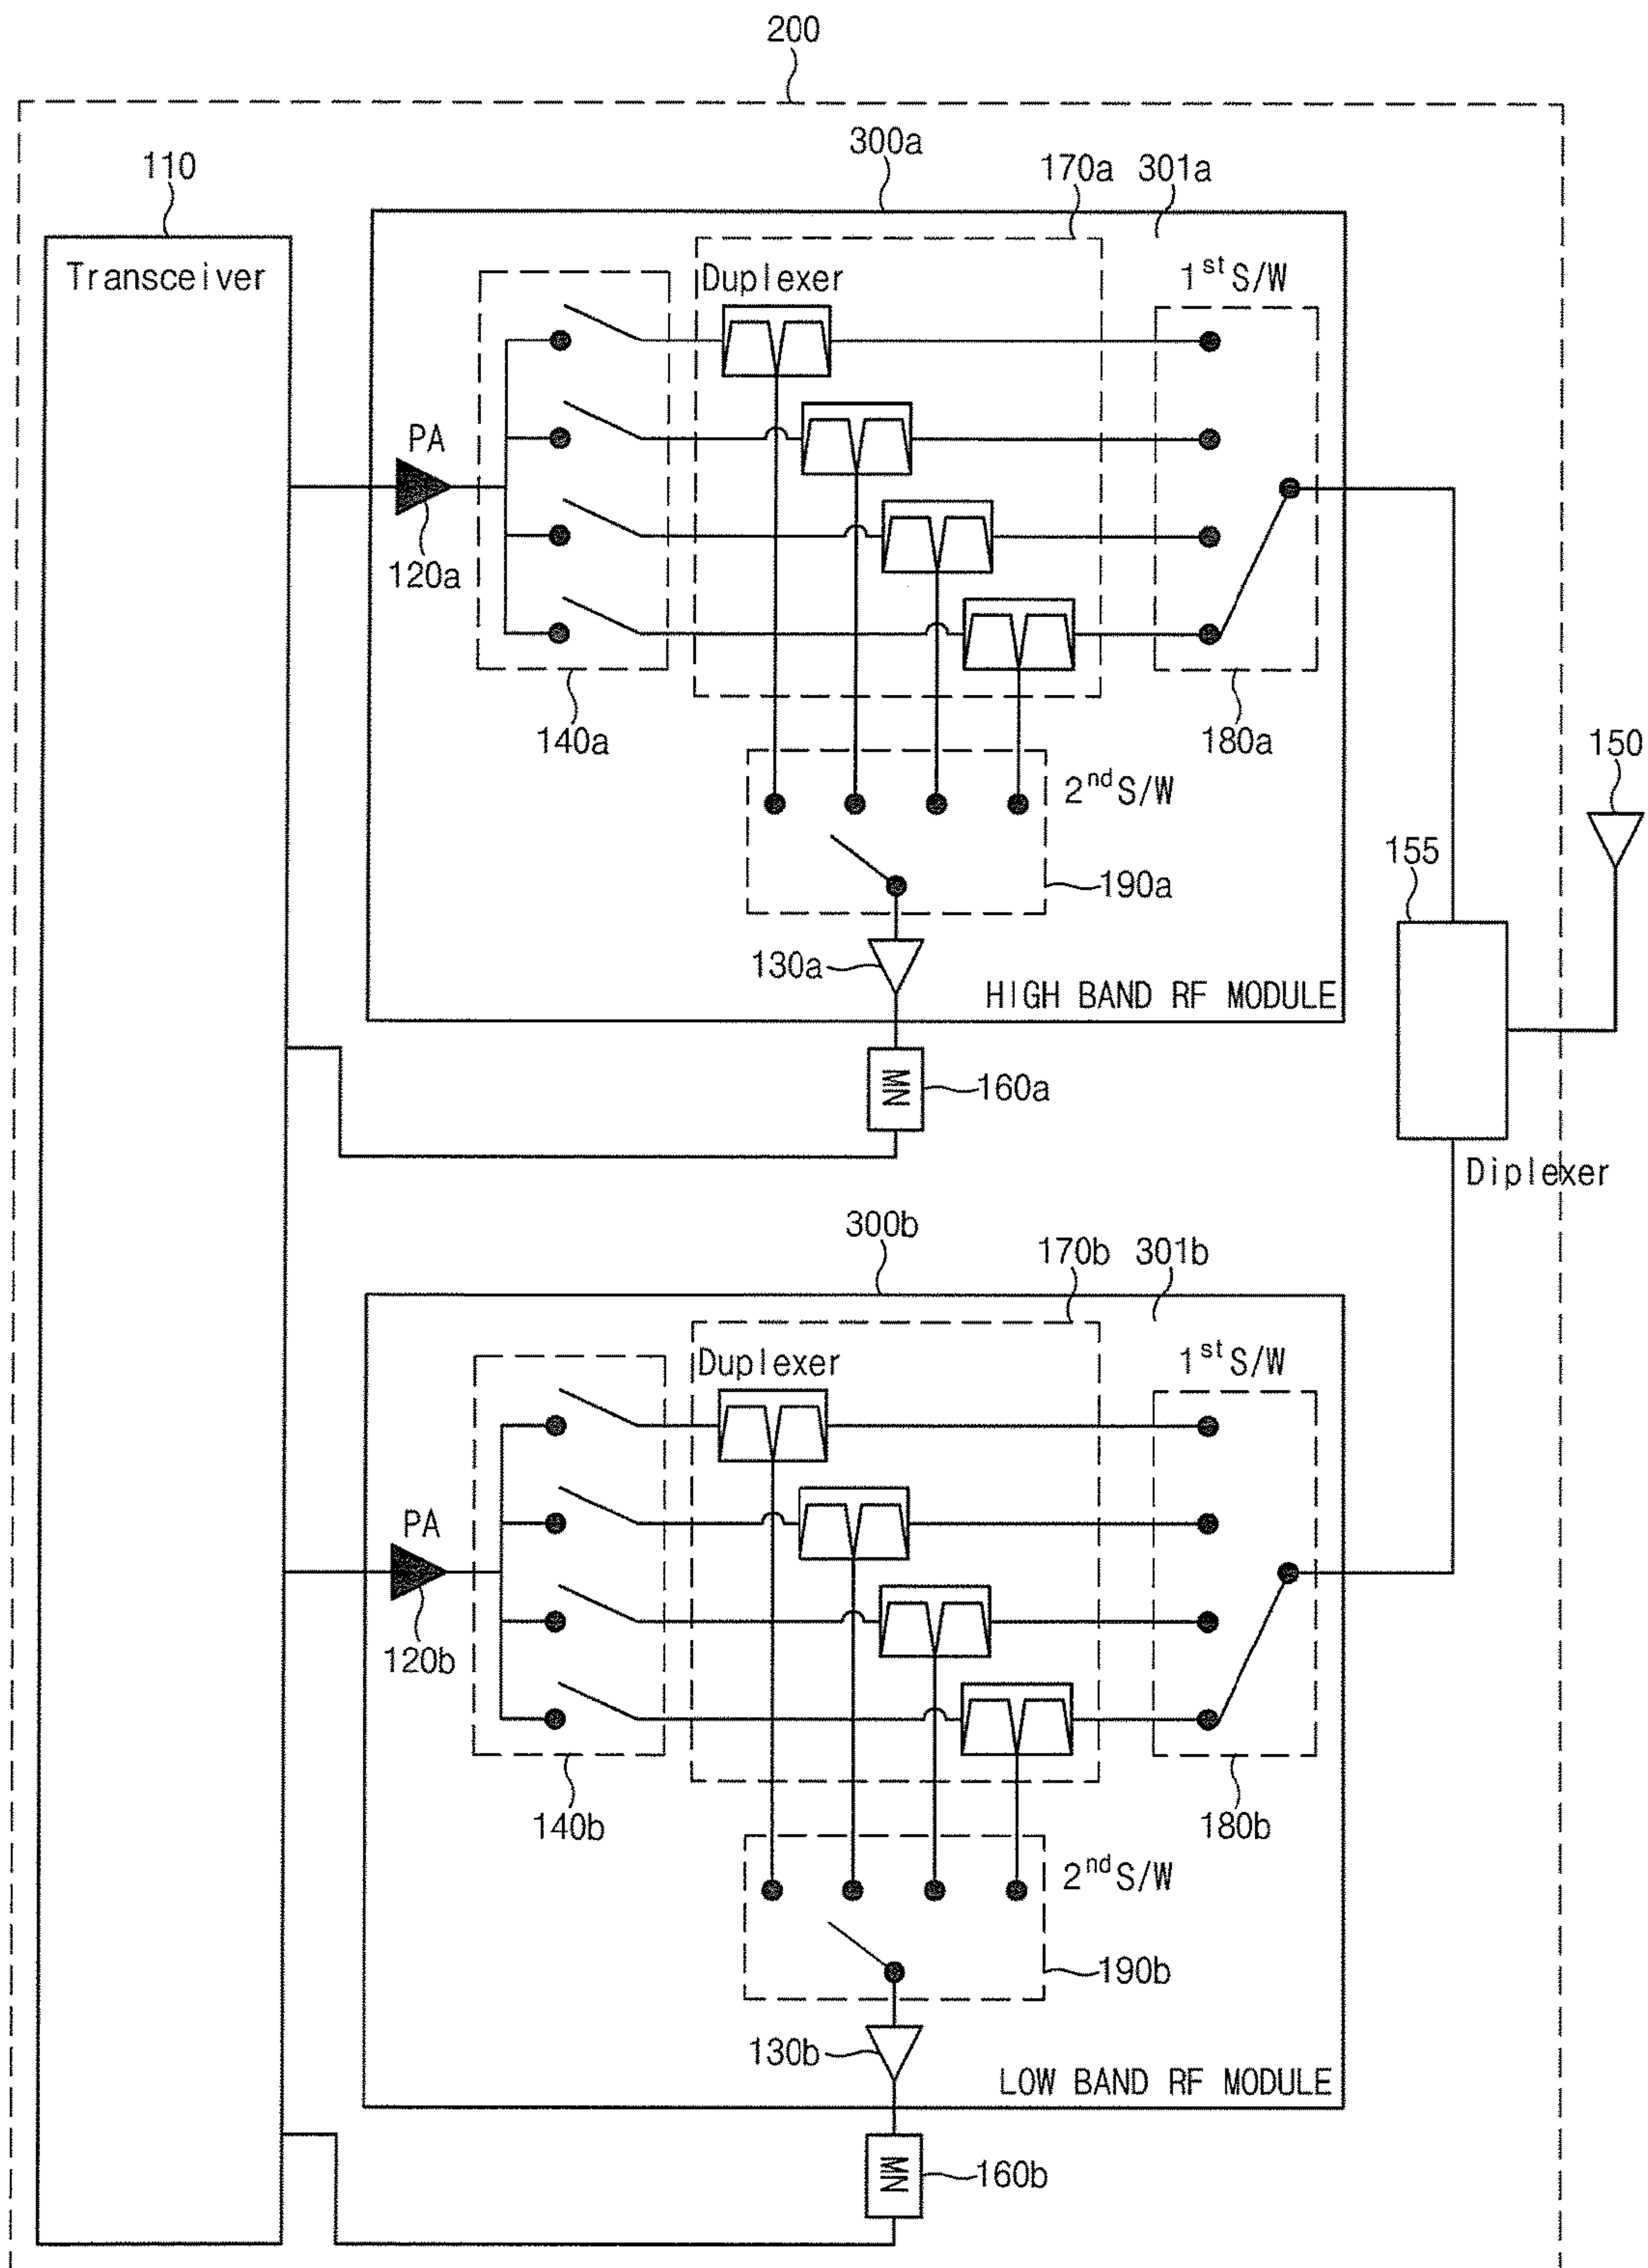 200
300a
110
170a
301a
Transceiver
Duplexer
1st S/W
PA
120a
140a
180a
2nd S/W
150
190a
155
130a
HIGH BAND RF MODULE
MN
160a
Diplexer
300b
170b
301b
Duplexer
1st S/W
PA
120b
140b
180b
2nd S/W
190b
130b
LOW BAND RF MODULE
MN
160b